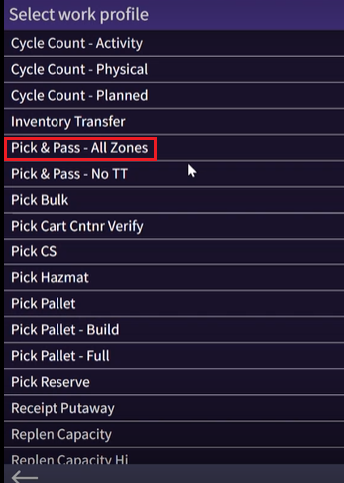 Select work profile
Cycle Count - Activity
Cycle Count - Physical
Cycle Count - Planned
Inventory Transfer
Pick & Pass - All Zones
Pick & Pass - No TT
Pick Bulk
Pick Cart Cntnr Verify
Pick CS
Pick Hazmat
Pick Pallet
Pick Pallet - Build
Pick Pallet - Full
Pick Reserve
Receipt Putaway
Replen Capacity
Replen Capacity Hi